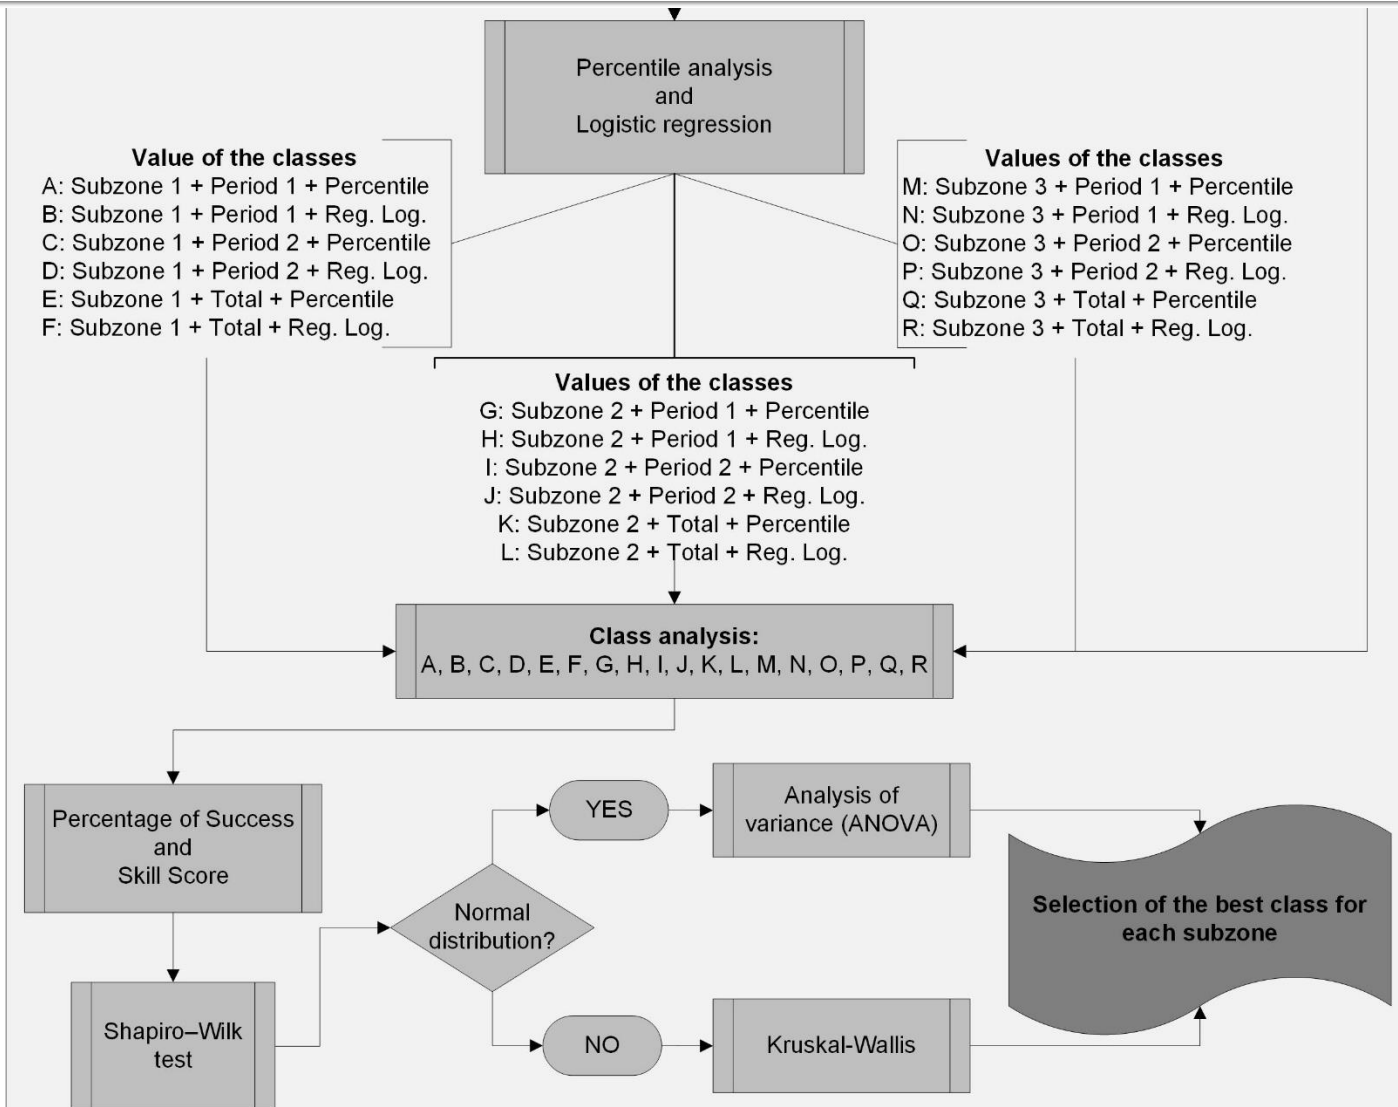 Percentile analysis
and
Logistic regression
Value of the classes
A: Subzone 1 + Period 1 + Percentile
B: Subzone 1 + Period 1 + Reg. Log.
C: Subzone 1 + Period 2 + Percentile
D: Subzone 1 + Period 2 + Reg. Log.
E: Subzone 1 + Total + Percentile
F: Subzone 1 + Total + Reg. Log.
Values of the classes
M: Subzone 3 + Period 1 + Percentile
N: Subzone 3 + Period 1 + Reg. Log.
O: Subzone 3 + Period 2 + Percentile
P: Subzone 3 + Period 2 + Reg. Log.
Q: Subzone 3 + Total + Percentile
R: Subzone 3 + Total + Reg. Log.
Values of the classes
G: Subzone 2 + Period 1 + Percentile
H: Subzone 2 + Period 1 + Reg. Log.
I: Subzone 2 + Period 2 + Percentile
J: Subzone 2 + Period 2 + Reg. Log.
K: Subzone 2 + Total + Percentile
L: Subzone 2 + Total + Reg. Log.
Class analysis:
A, B, C, D, E, F, G, H, I, J, K, L, M, N, O, P, Q, R
Percentage of Success
and
Skill Score
Shapiro–Wilk
test
Normal
distribution?
YES
Analysis of
variance (ANOVA)
NO
Kruskal-Wallis
Selection of the best class for
each subzone